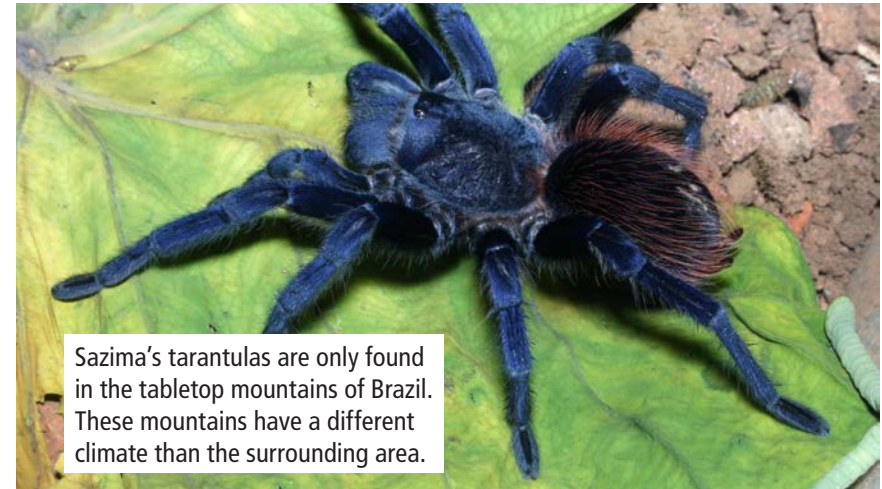 Sazima’s tarantulas are only found
in the tabletop mountains of Brazil.
These mountains have a different
climate than the surrounding area.